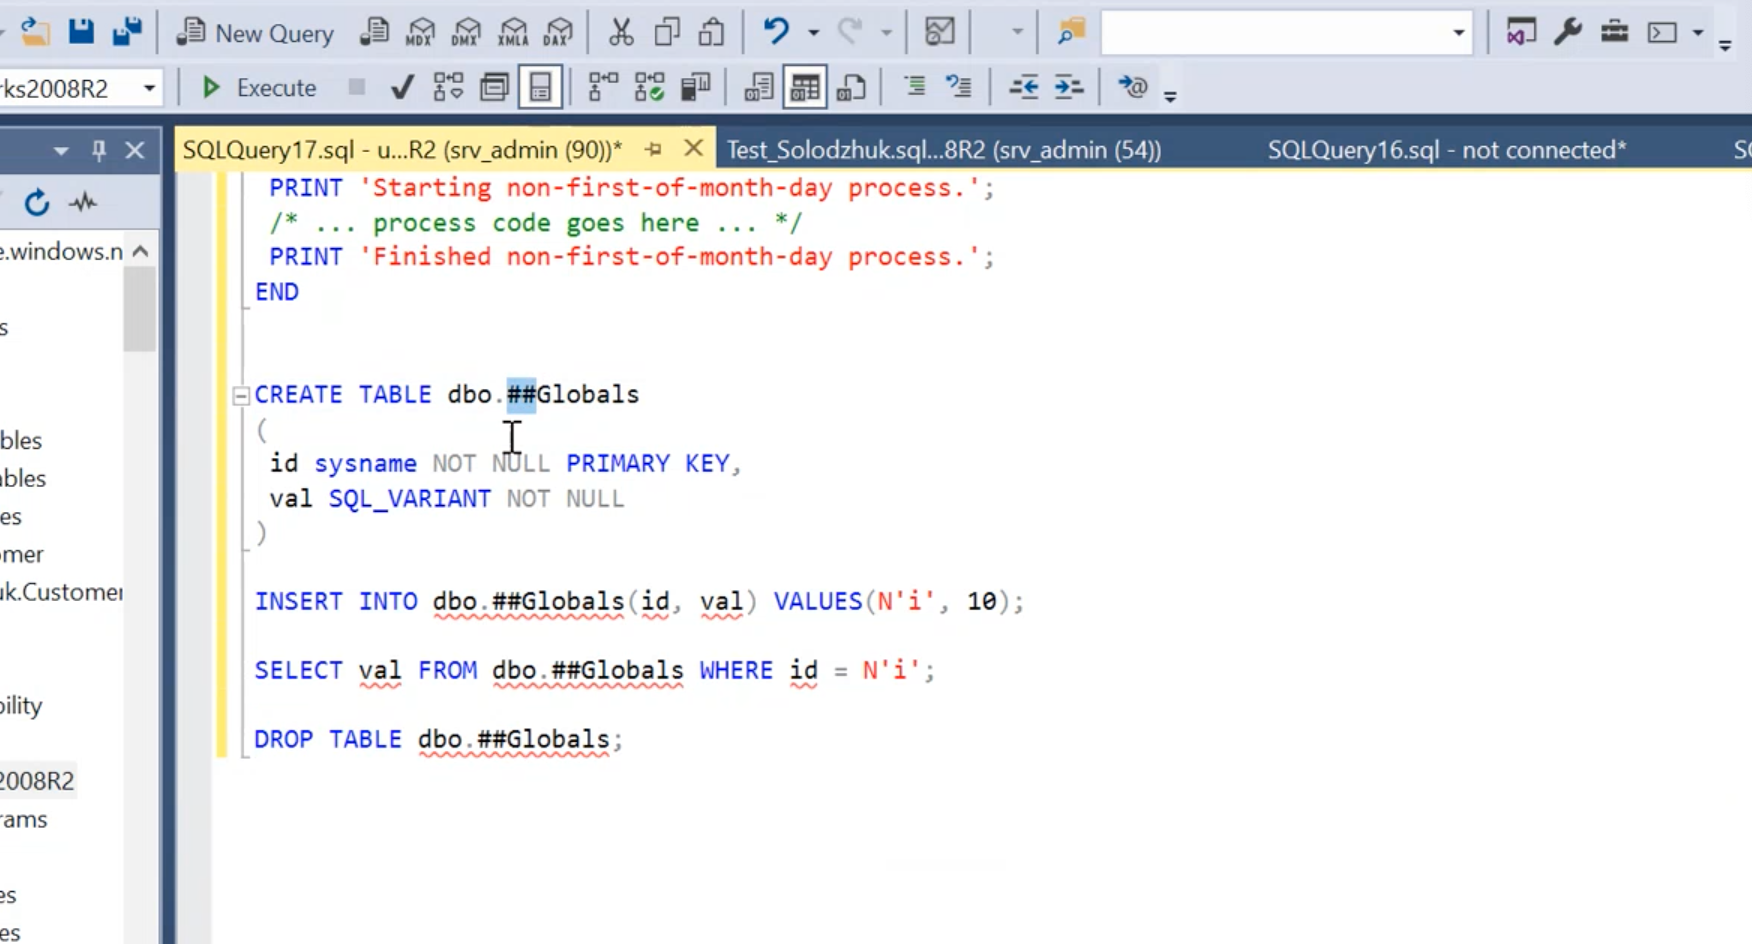 New Query
MDX
DMX
XMLA
DAX
rks2008R2
Execute
SQLQuery17.sql - u...R2 (srv_admin (90))*
Test_Solodzhuk.sql...8R2 (srv_admin (54))
SQLQuery16.sql - not connected*
PRINT 'Starting non-first-of-month-day process.';
/* ... process code goes here ... */
PRINT 'Finished non-first-of-month-day process.';
END
CREATE TABLE dbo.##Globals
(
id sysname NOT NULL PRIMARY KEY,
val SQL_VARIANT NOT NULL
)
INSERT INTO dbo.##Globals(id, val) VALUES(N'i', 10);
SELECT val FROM dbo.##Globals WHERE id = N'i';
DROP TABLE dbo.##Globals;
e.windows.n
s
bles
ables
es
omer
uk.Customer
bility
2008R2
rams
es
es